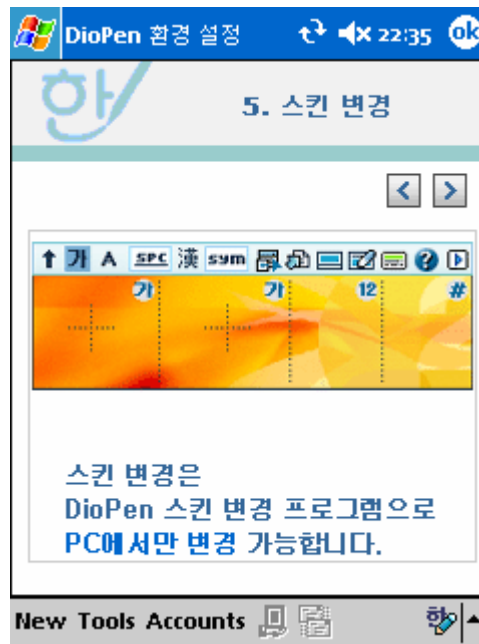 DioPen 환경 설정 22:35 ok
한
5. 스킨 변경
가 A SPC 漢 sym
가 가 12 #
스킨 변경은
DioPen 스킨 변경 프로그램으로
PC에서만 변경 가능합니다.
New Tools Accounts 한